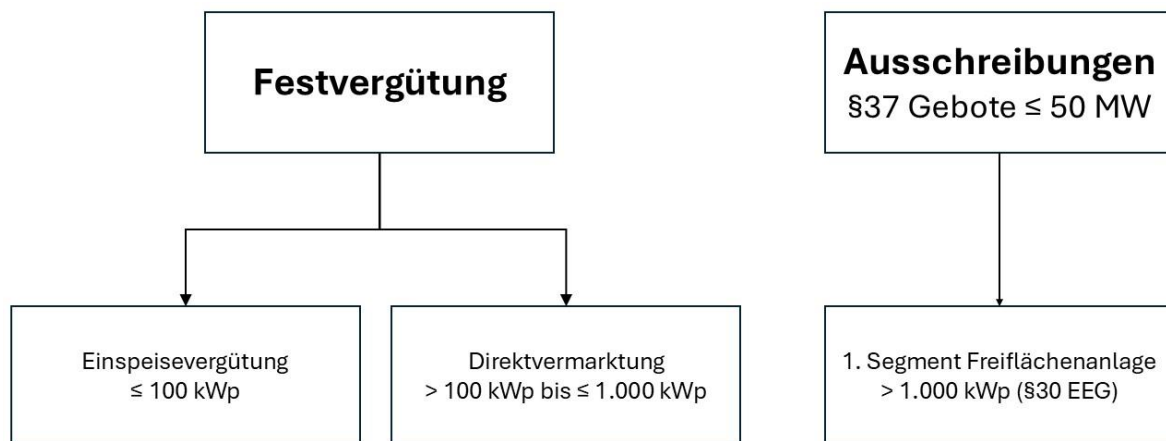 Festvergütung
Ausschreibungen
§37 Gebote ≤ 50 MW
Einspeisevergütung
≤ 100 kWp
Direktvermarktung
> 100 kWp bis ≤ 1.000 kWp
1. Segment Freiflächenanlage
> 1.000 kWp (§30 EEG)